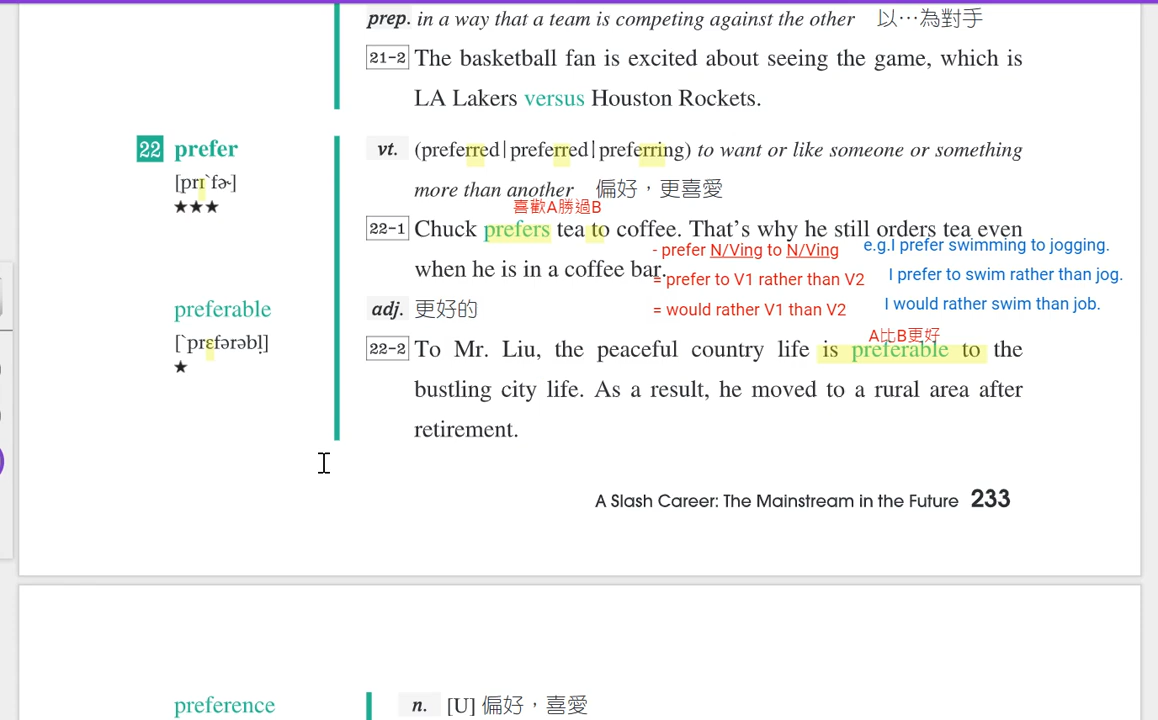 prep. in a way that a team is competing against the other 以…為對手
21-2 The basketball fan is excited about seeing the game, which is
LA Lakers versus Houston Rockets.
22 prefer
[prɪˋfɚ]
★★★
vt. (preferred|preferred|preferring) to want or like someone or something
more than another 偏好，更喜愛
喜歡A勝過B
22-1 Chuck prefers tea to coffee. That's why he still orders tea even
when he is in a coffee bar.
- prefer N/Ving to N/Ving
= prefer to V1 rather than V2
= would rather V1 than V2
e.g.I prefer swimming to jogging.
I prefer to swim rather than jog.
I would rather swim than job.
preferable
[ˋprɛfərəbḷ]
★
adj. 更好的
A比B更好
22-2 To Mr. Liu, the peaceful country life is preferable to the
bustling city life. As a result, he moved to a rural area after
retirement.
A Slash Career: The Mainstream in the Future 233
preference
n. [U] 偏好，喜愛